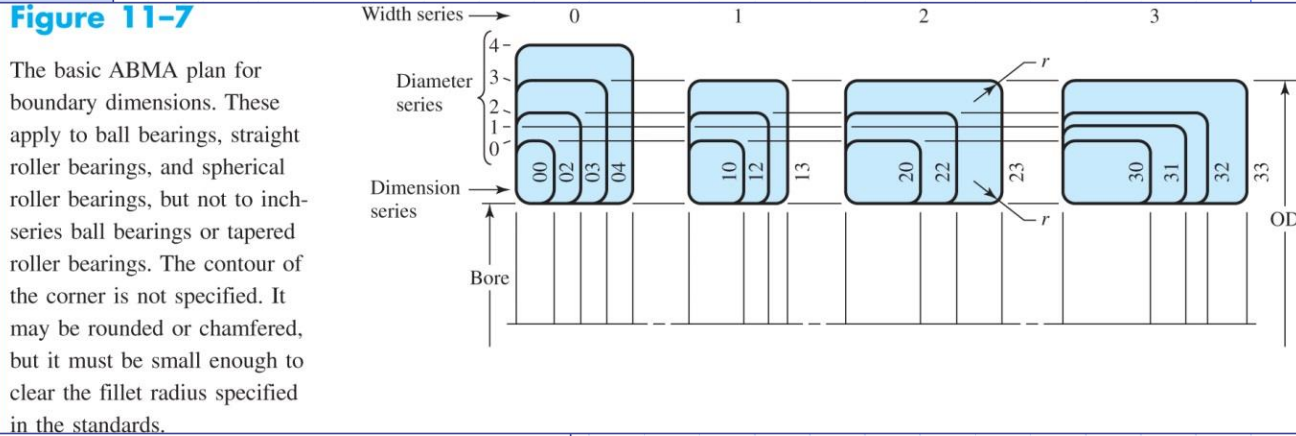 Figure 11–7
The basic ABMA plan for
boundary dimensions. These
apply to ball bearings, straight
roller bearings, and spherical
roller bearings, but not to inch-
series ball bearings or tapered
roller bearings. The contour of
the corner is not specified. It
may be rounded or chamfered,
but it must be small enough to
clear the fillet radius specified
in the standards.
Width series 0 1 2 3
Diameter
series
4
3
2
1
0
r
Dimension
series
00 02 03 04 10 12 13 20 22 23 30 31 32 33
r
OD
Bore